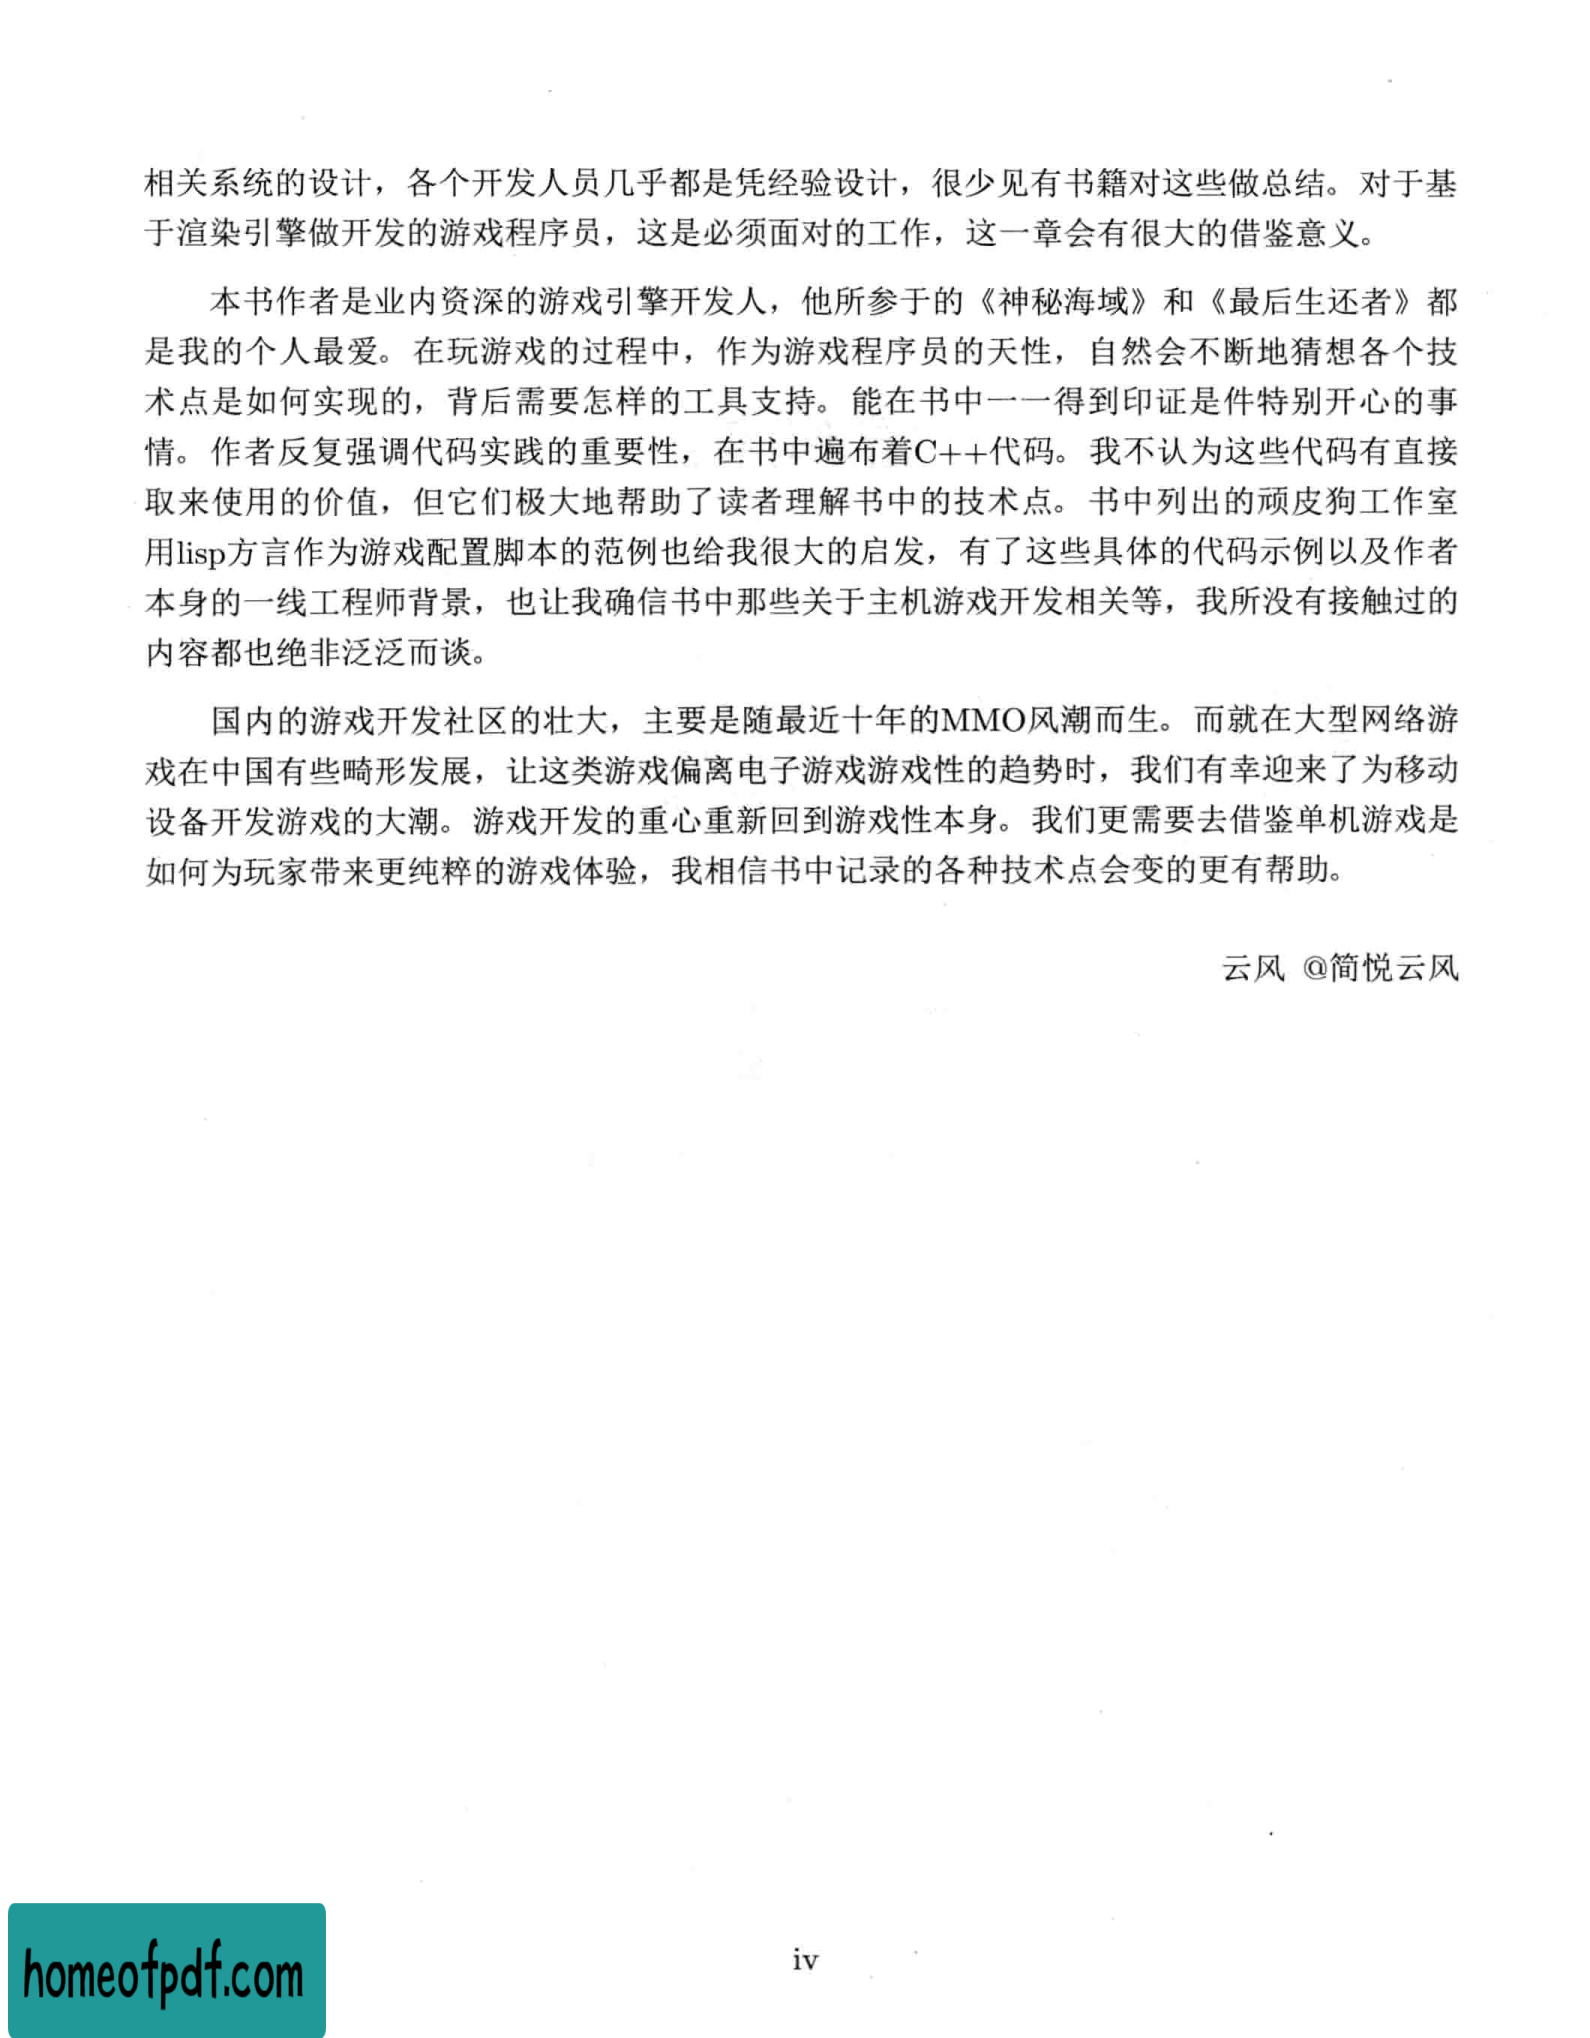 相关系统的设计，各个开发人员几乎都是凭经验设计，很少见有书籍对这些做总结。对于基
于渲染引擎做开发的游戏程序员，这是必须面对的工作，这一章会有很大的借鉴意义。
本书作者是业内资深的游戏引擎开发人，他所参于的《神秘海域》和《最后生还者》都
是我的个人最爱。在玩游戏的过程中，作为游戏程序员的天性，自然会不断地猜想各个技
术点是如何实现的，背后需要怎样的工具支持。能在书中一一得到印证是件特别开心的事
情。作者反复强调代码实践的重要性，在书中遍布着C++代码。我不认为这些代码有直接
取来使用的价值，但它们极大地帮助了读者理解书中的技术点。书中列出的顽皮狗工作室
用lisp方言作为游戏配置脚本的范例也给我很大的启发，有了这些具体的代码示例以及作者
本身的一线工程师背景，也让我确信书中那些关于主机游戏开发相关等，我所没有接触过的
内容都也绝非泛泛而谈。
国内的游戏开发社区的壮大，主要是随最近十年的MMO风潮而生。而就在大型网络游
戏在中国有些畸形发展，让这类游戏偏离电子游戏游戏性的趋势时，我们有幸迎来了为移动
设备开发游戏的大潮。游戏开发的重心重新回到游戏性本身。我们更需要去借鉴单机游戏是
如何为玩家带来更纯粹的游戏体验，我相信书中记录的各种技术点会变的更有帮助。
云风 @简悦云风
iv
homeofpdf.com